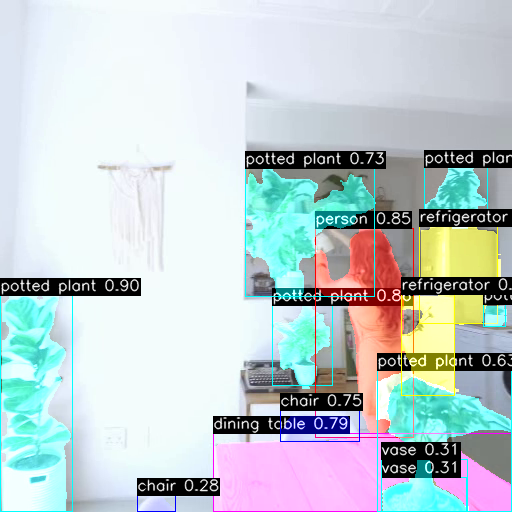 potted plant 0.73
potted plan
person 0.85
refrigerator
potted plant 0.90
refrigerator 0.
potted plant 0.86
potted plant 0.63
chair 0.75
dining table 0.79
vase 0.31
vase 0.31
chair 0.28